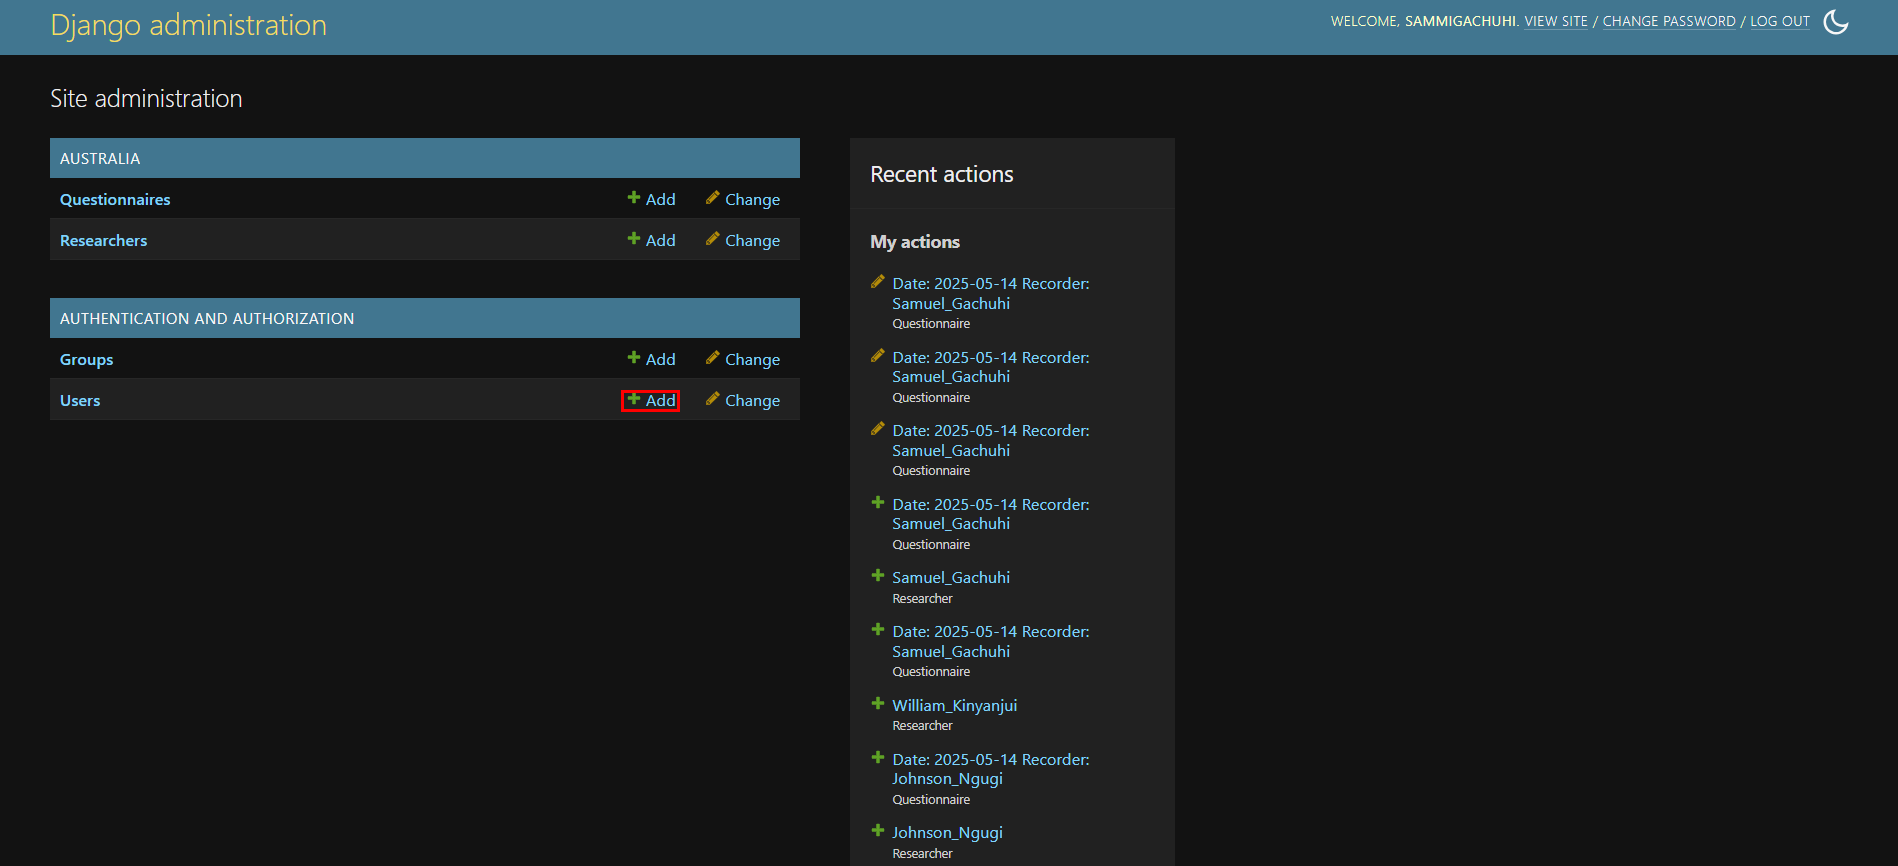 Django administration
WELCOME, SAMMIGACHUHI. VIEW SITE / CHANGE PASSWORD / LOG OUT
Site administration
AUSTRALIA
Questionnaires Add Change
Researchers Add Change
AUTHENTICATION AND AUTHORIZATION
Groups Add Change
Users Add Change
Recent actions
My actions
Date: 2025-05-14 Recorder:
Samuel_Gachuhi
Questionnaire
Date: 2025-05-14 Recorder:
Samuel_Gachuhi
Questionnaire
Date: 2025-05-14 Recorder:
Samuel_Gachuhi
Questionnaire
Date: 2025-05-14 Recorder:
Samuel_Gachuhi
Questionnaire
Samuel_Gachuhi
Researcher
Date: 2025-05-14 Recorder:
Samuel_Gachuhi
Questionnaire
William_Kinyanjui
Researcher
Date: 2025-05-14 Recorder:
Johnson_Ngugi
Questionnaire
Johnson_Ngugi
Researcher